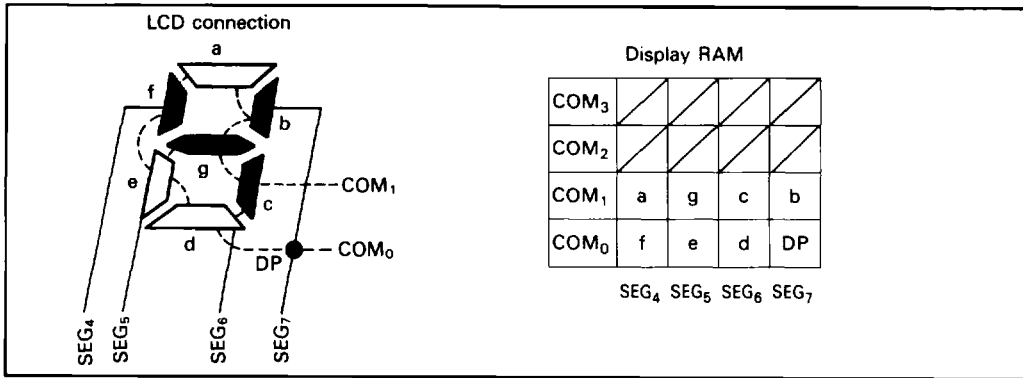 LCD connection
a
f
b
g
e
c
d
DP
COM₁
COM₀
SEG₄
SEG₅
SEG₆
SEG₇
Display RAM
COM₃
COM₂
COM₁ a g c b
COM₀ f e d DP
SEG₄ SEG₅ SEG₆ SEG₇